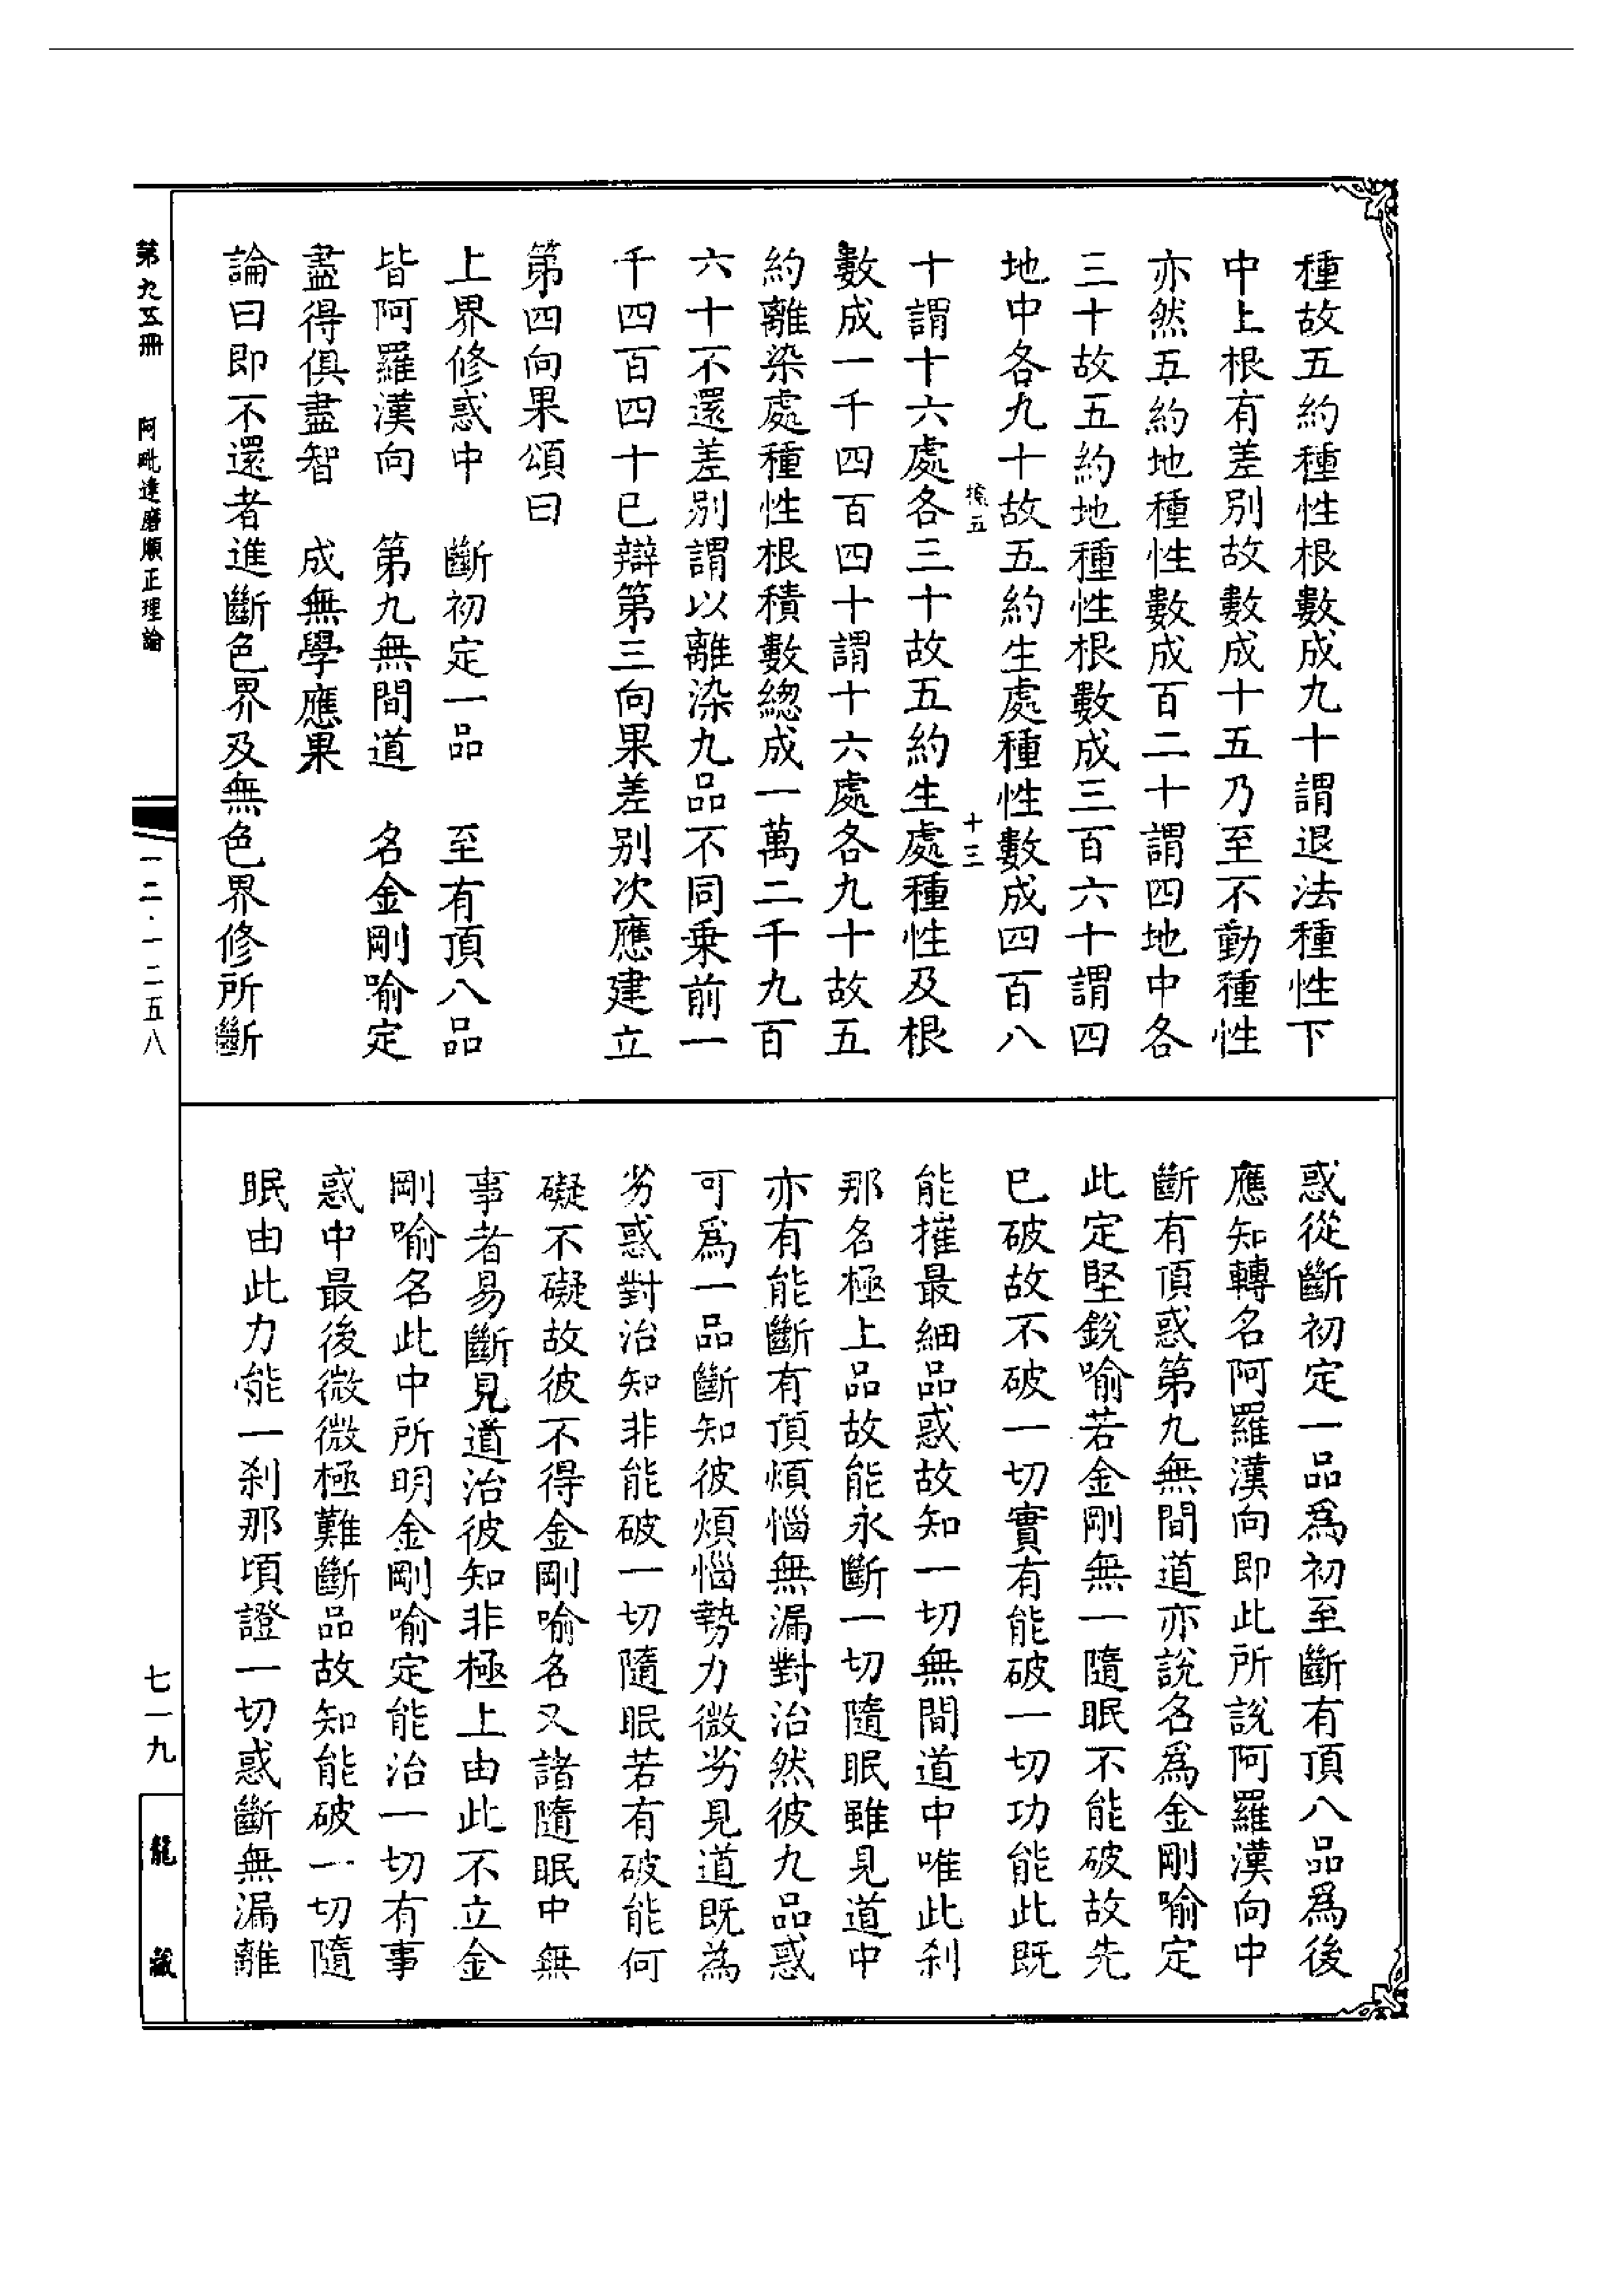 種故五約種性根數成九十謂退法種性下
中上根有差別故數成十五乃至不動種性
亦然五約地種性數成百二十謂四地中各
三十故五約地種性根數成三百六十謂四
地中各九十故五約生處種性數成四百八
十三
十謂十六處各三十故五約生處種性及根
數成一千四百四十謂十六處各九十故五
約離染處種性根積數總成一萬二千九百
六十不還差別謂以離染九品不同乘前一
千四百四十已辯第三向果差別次應建立
第四向果頌曰
上界修惑中　斷初定一品　至有頂八品
皆阿羅漢向　第九無間道　名金剛喻定
盡得俱盡智　成無學應果
論曰即不還者進斷色界及無色界修所斷
惑從斷初定一品爲初至斷有頂八品爲後
應知轉名阿羅漢向即此所說阿羅漢向中
斷有頂惑第九無間道亦說名爲金剛喻定
此定堅銳喻若金剛無一隨眠不能破故先
已破故不破一切實有能破一切功能此既
能摧最細品惑故知一切無間道中唯此刹
那名極上品故能永斷一切隨眠雖見道中
亦有能斷有頂煩惱無漏對治然彼九品惑
可爲一品斷知彼煩惱勢力微劣見道既為
劣惑對治知非能破一切隨眠若有破能何
礙不礙故彼不得金剛喻名又諸隨眠中無
事者易斷見道治彼知非極上由此不立金
剛喻名此中所明金剛喻定能治一切有事
惑中最後微微極難斷品故知能破一切隨
眠由此力能一刹那頃證一切惑斷無漏離
第九五冊　阿毗達磨順正理論
一二·一二五八
七一九
龍藏